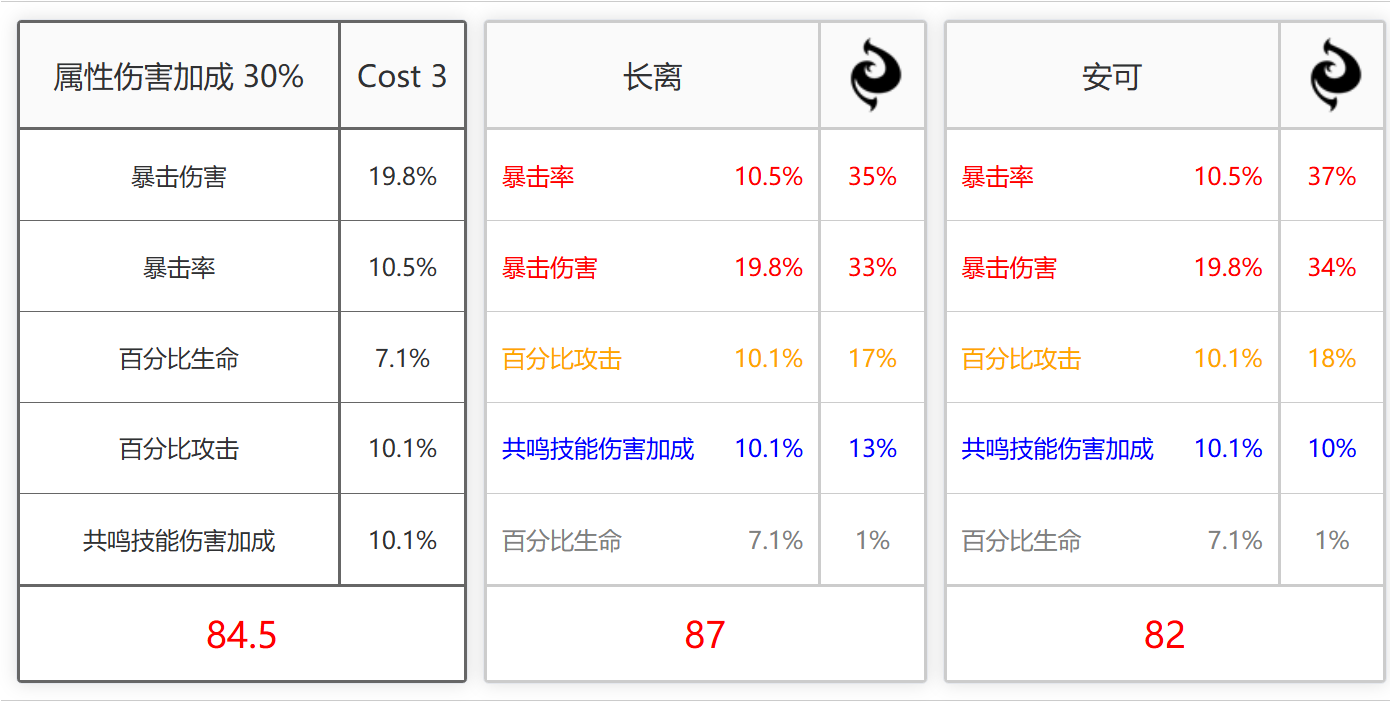 属性伤害加成 30% Cost 3
暴击伤害 19.8%
暴击率 10.5%
百分比生命 7.1%
百分比攻击 10.1%
共鸣技能伤害加成 10.1%
84.5
长离
暴击率 10.5% 35%
暴击伤害 19.8% 33%
百分比攻击 10.1% 17%
共鸣技能伤害加成 10.1% 13%
百分比生命 7.1% 1%
87
安可
暴击率 10.5% 37%
暴击伤害 19.8% 34%
百分比攻击 10.1% 18%
共鸣技能伤害加成 10.1% 10%
百分比生命 7.1% 1%
82